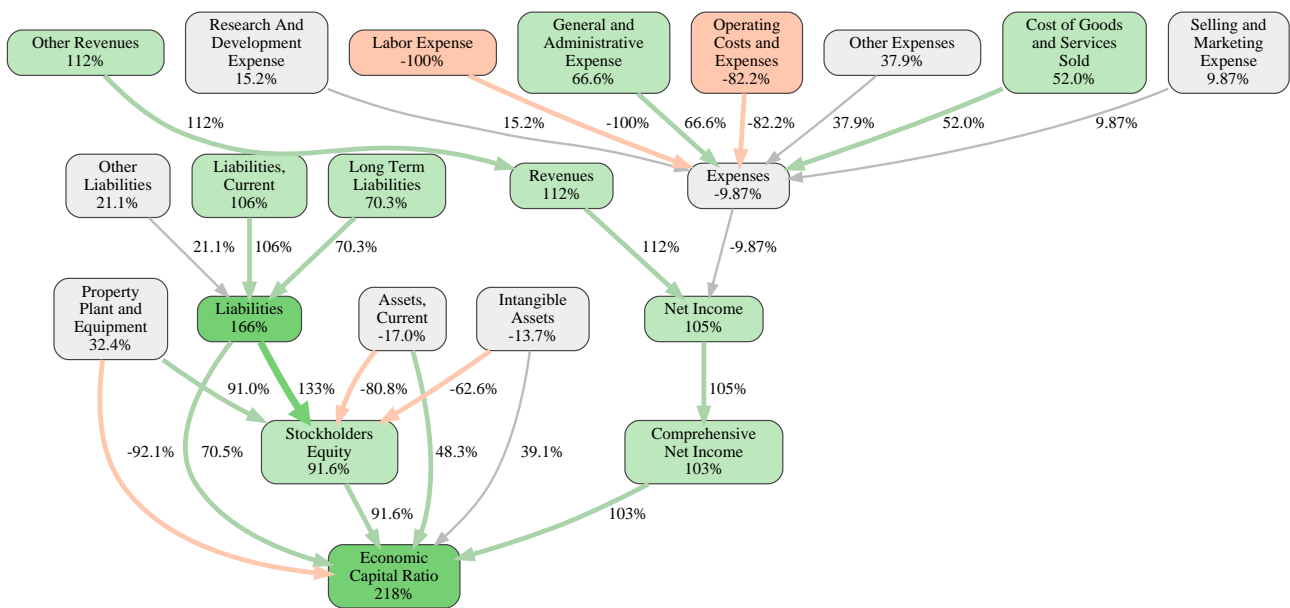 Other Revenues
112%
Research And
Development
Expense
15.2%
Labor Expense
-100%
General and
Administrative
Expense
66.6%
Operating
Costs and
Expenses
-82.2%
Other Expenses
37.9%
Cost of Goods
and Services
Sold
52.0%
Selling and
Marketing
Expense
9.87%
112%
15.2%
-100%
66.6%
-82.2%
37.9%
52.0%
9.87%
Other
Liabilities
21.1%
Liabilities,
Current
106%
Long Term
Liabilities
70.3%
Revenues
112%
Expenses
-9.87%
21.1%
106%
70.3%
112%
-9.87%
Property
Plant and
Equipment
32.4%
Liabilities
166%
Assets,
Current
-17.0%
Intangible
Assets
-13.7%
Net Income
105%
91.0%
133%
-80.8%
-62.6%
105%
Stockholders
Equity
91.6%
Comprehensive
Net Income
103%
-92.1%
70.5%
48.3%
39.1%
91.6%
103%
Economic
Capital Ratio
218%